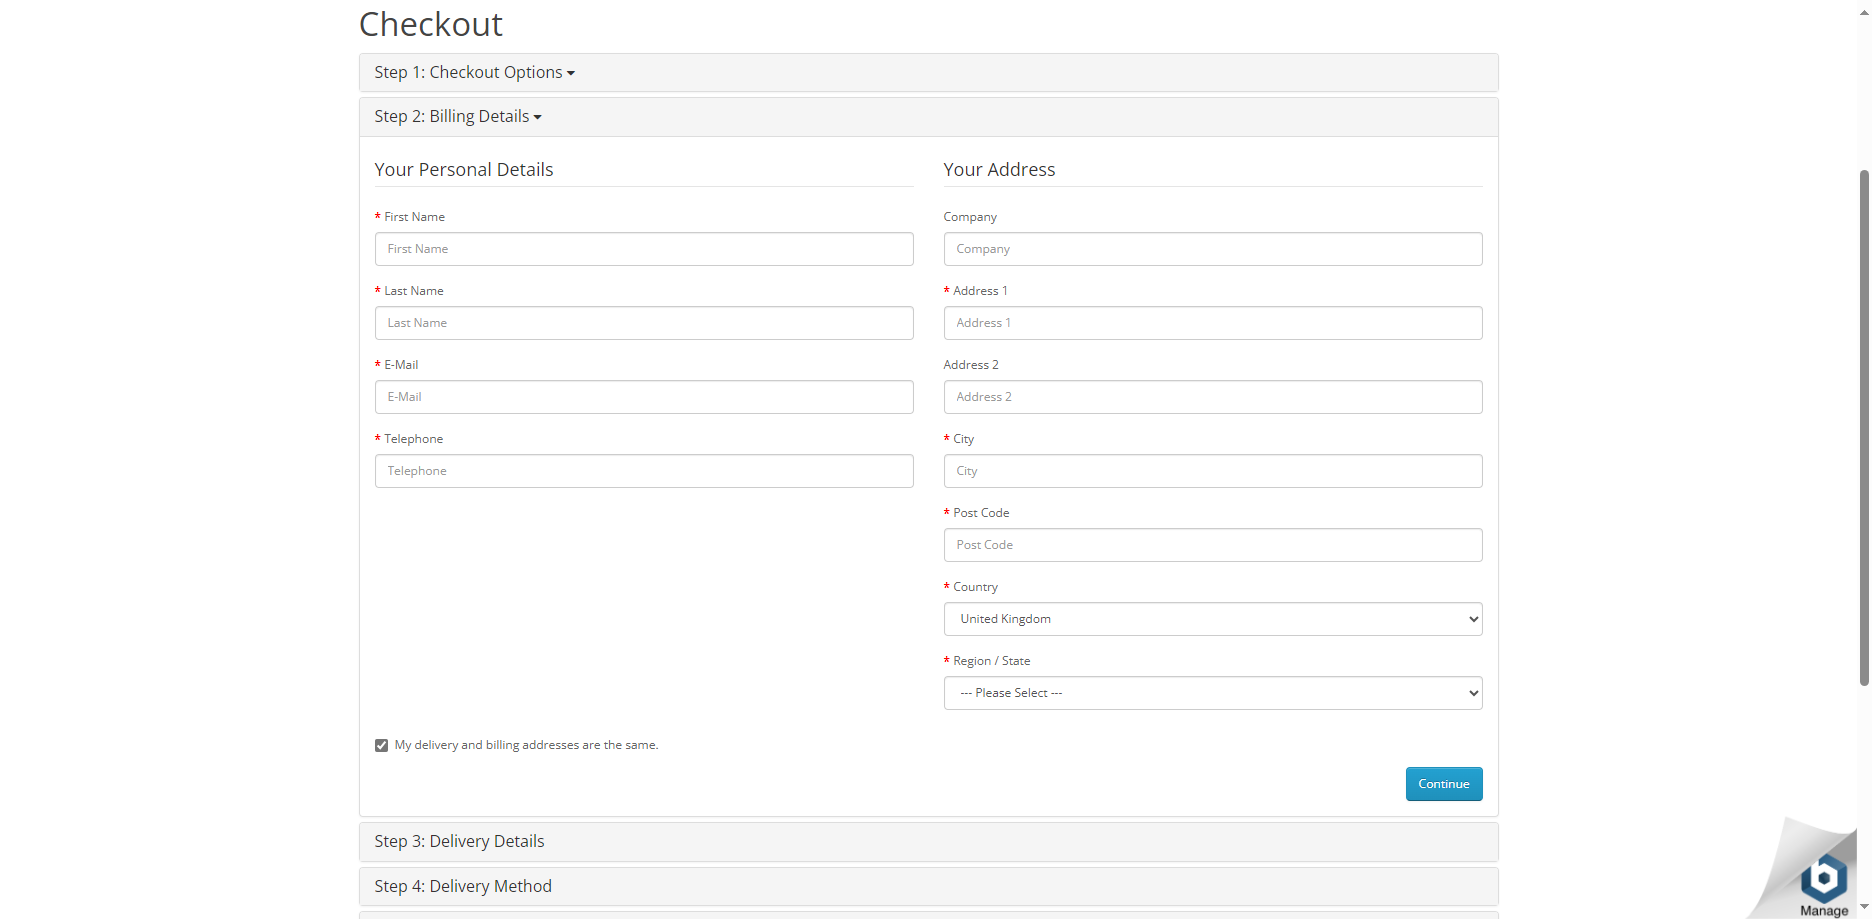 Checkout
Step 1: Checkout Options
Step 2: Billing Details
Your Personal Details
* First Name
First Name
* Last Name
Last Name
* E-Mail
E-Mail
* Telephone
Telephone
Your Address
Company
Company
* Address 1
Address 1
Address 2
Address 2
* City
City
* Post Code
Post Code
* Country
United Kingdom
* Region / State
--- Please Select ---
My delivery and billing addresses are the same.
Continue
Step 3: Delivery Details
Step 4: Delivery Method
b
Manage